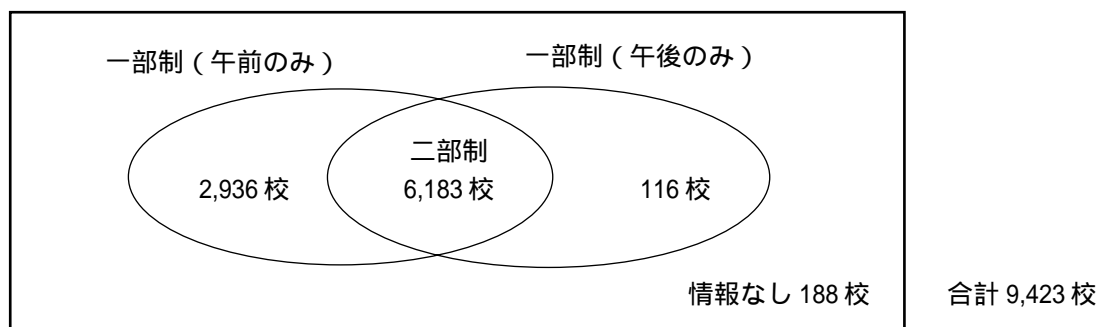 一部制(午前のみ) 一部制(午後のみ)
二部制
2,936 校 6,183 校 116 校
情報なし 188 校 合計 9,423 校